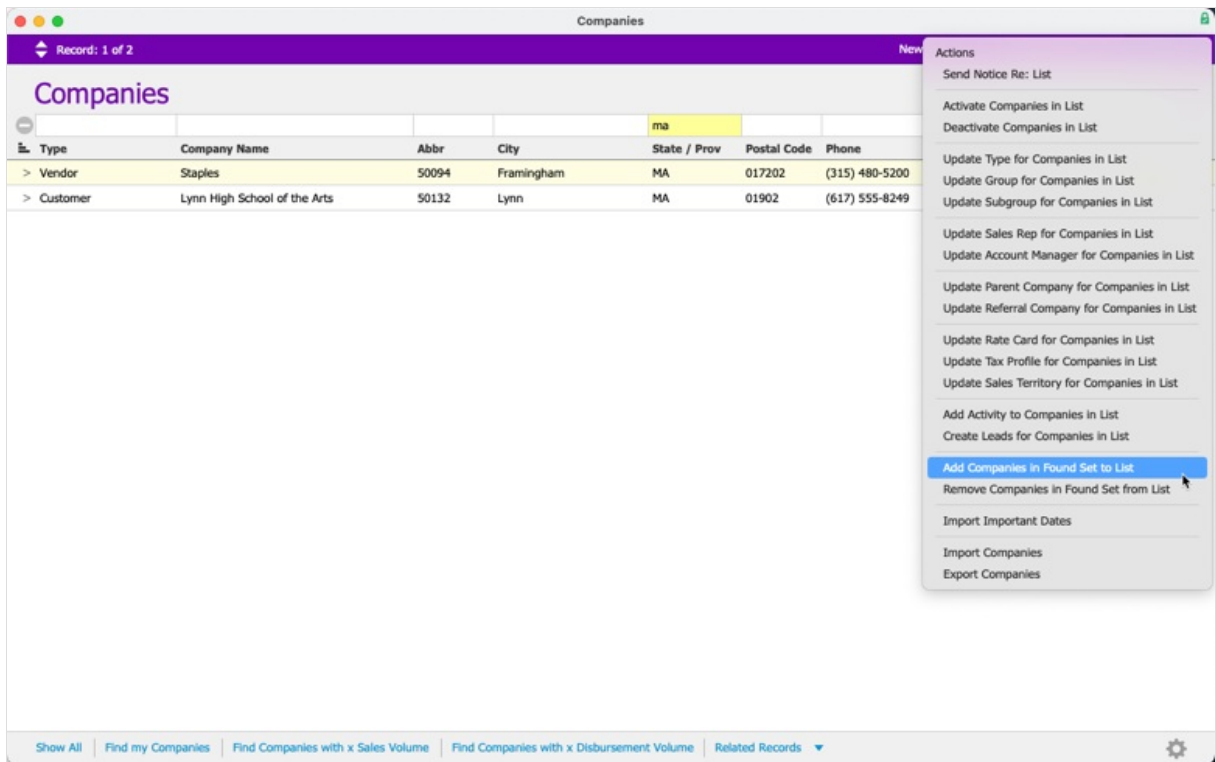 Companies
Record: 1 of 2
New
Companies
ma
Type Company Name Abbr City State / Prov Postal Code Phone
> Vendor Staples 50094 Framingham MA 017202 (315) 480-5200
> Customer Lynn High School of the Arts 50132 Lynn MA 01902 (617) 555-8249
Actions
Send Notice Re: List
Activate Companies in List
Deactivate Companies in List
Update Type for Companies in List
Update Group for Companies in List
Update Subgroup for Companies in List
Update Sales Rep for Companies in List
Update Account Manager for Companies in List
Update Parent Company for Companies in List
Update Referral Company for Companies in List
Update Rate Card for Companies in List
Update Tax Profile for Companies in List
Update Sales Territory for Companies in List
Add Activity to Companies in List
Create Leads for Companies in List
Add Companies in Found Set to List
Remove Companies in Found Set from List
Import Important Dates
Import Companies
Export Companies
Show All Find my Companies Find Companies with x Sales Volume Find Companies with x Disbursement Volume Related Records